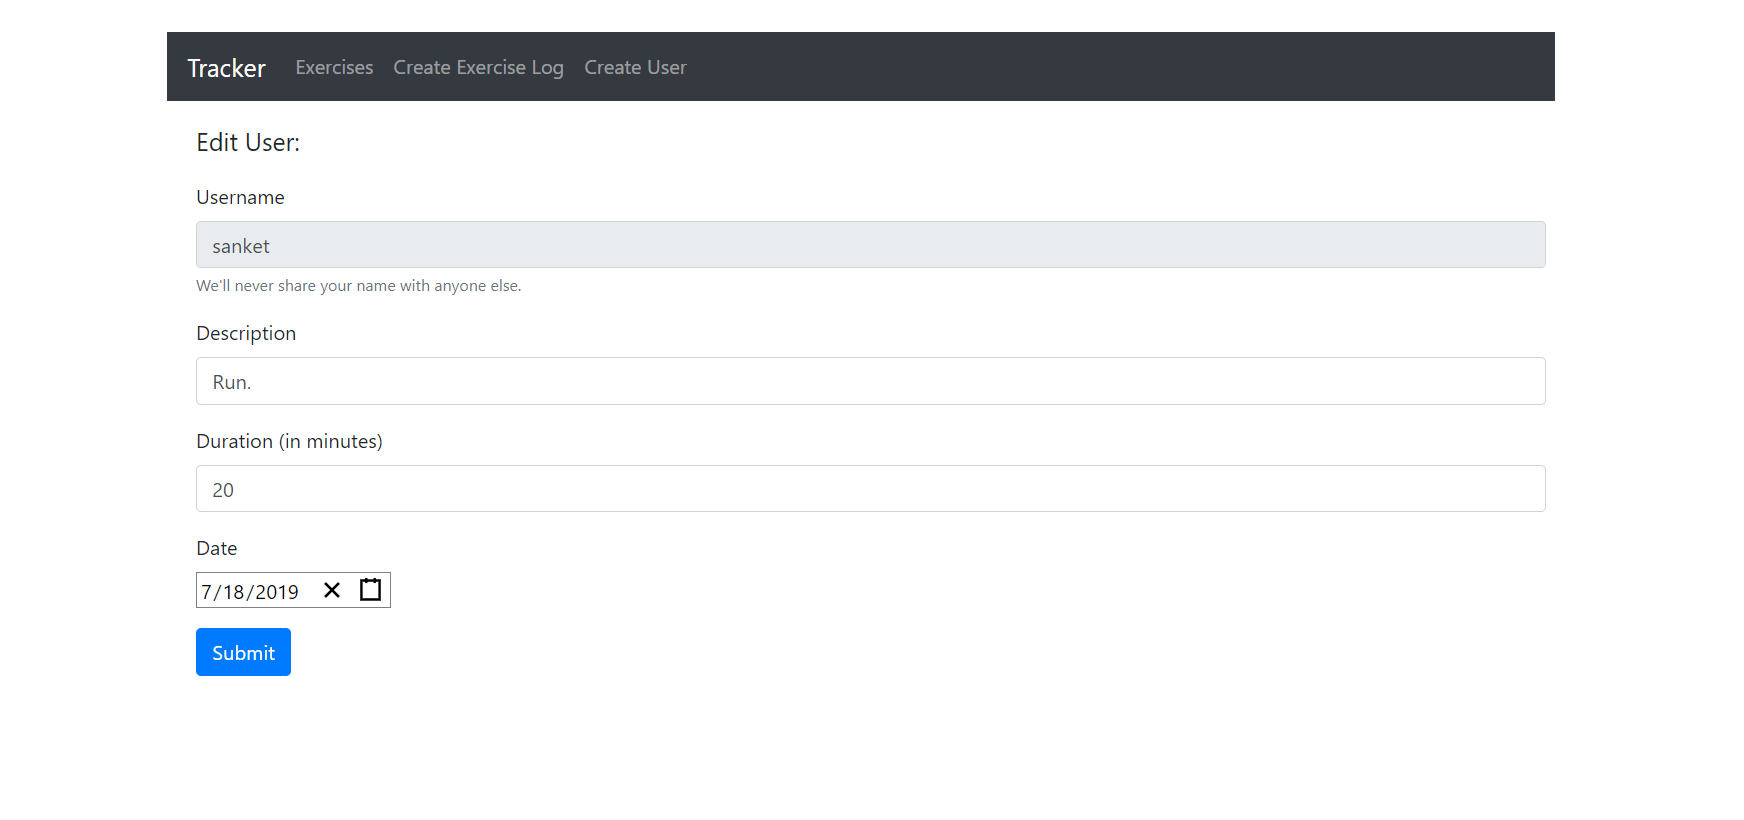 Tracker Exercises Create Exercise Log Create User
Edit User:
Username
sanket
We'll never share your name with anyone else.
Description
Run.
Duration (in minutes)
20
Date
7/18/2019
Submit